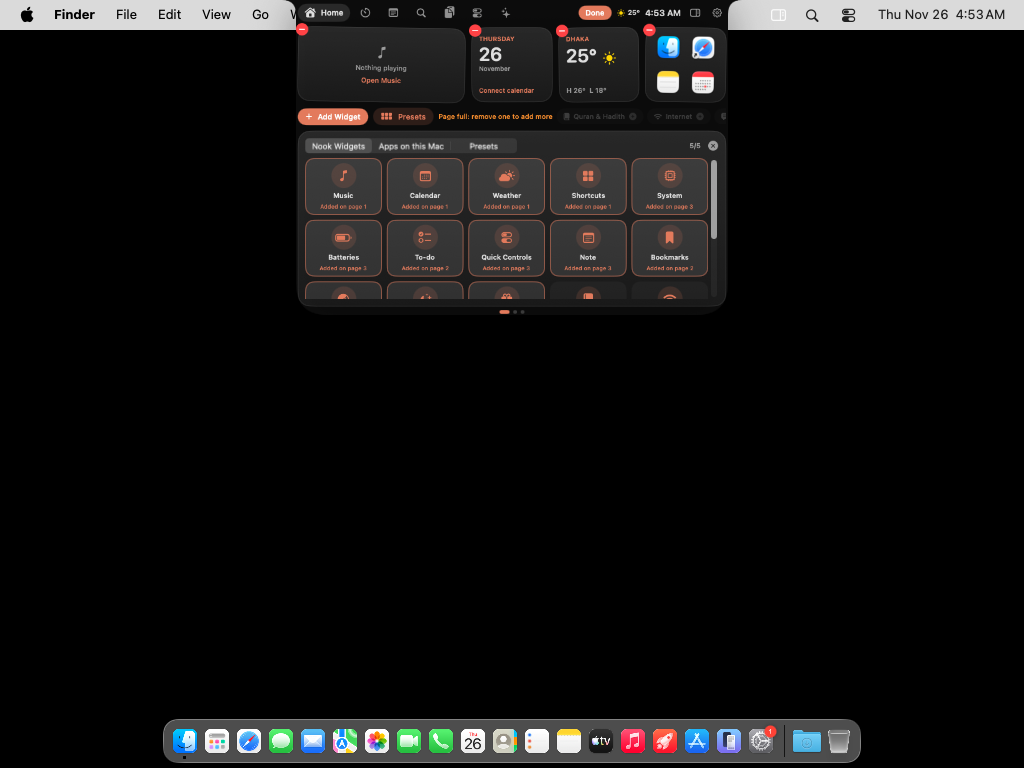 Finder File Edit View Go
Home
Done
25°
4:53 AM
Thu Nov 26 4:53 AM
Nothing playing
Open Music
THURSDAY
26
November
Connect calendar
DHAKA
25°
H 26° L 18°
+ Add Widget
Presets
Page full: remove one to add more
Quran & Hadith
Internet
Nook Widgets
Apps on this Mac
Presets
5/5
Music
Added on page 1
Calendar
Added on page 1
Weather
Added on page 1
Shortcuts
Added on page 1
System
Added on page 3
Batteries
Added on page 3
To-do
Added on page 2
Quick Controls
Added on page 3
Note
Added on page 3
Bookmarks
Added on page 2
Thu
26
tv
1